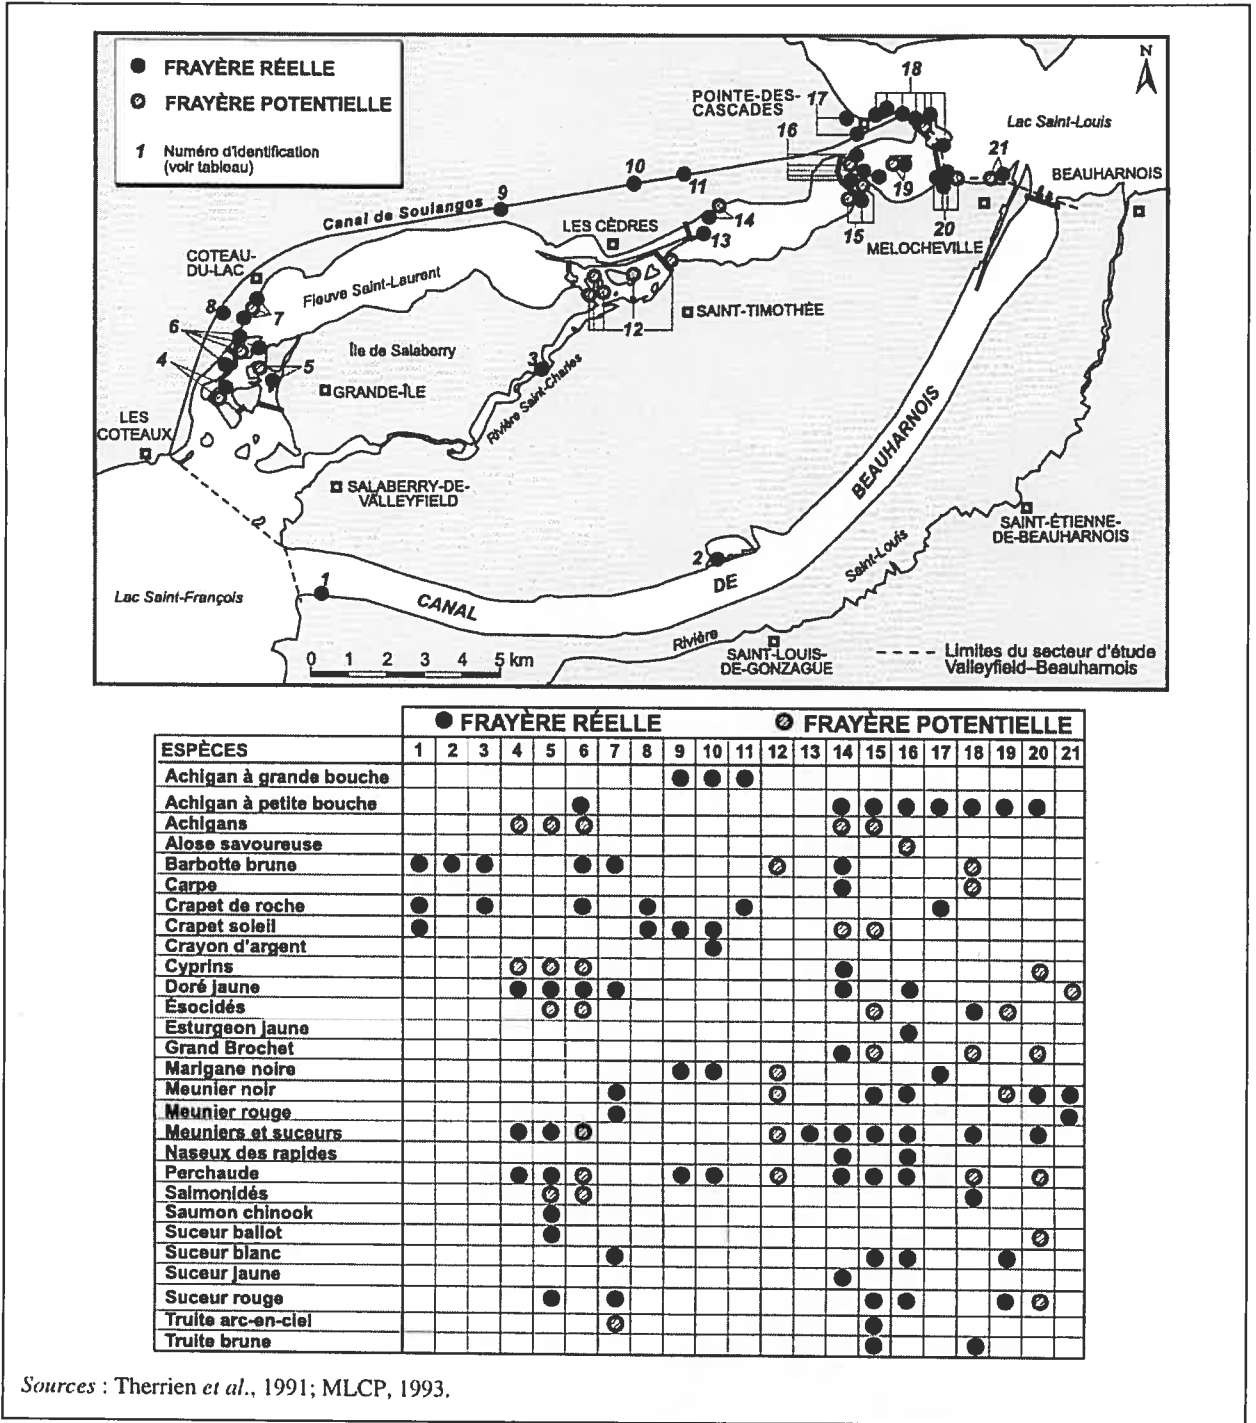 FRAYÈRE RÉELLE
FRAYÈRE POTENTIELLE
1 Numéro d'identification
(voir tableau)
N
18
POINTE-DES-
CASCADES
17
16
Lac Saint-Louis
21
BEAUHARNOIS
10
11
19
9
Canal de Soulanges
14
LES CÈDRES
13
15
20
MELOCHEVILLE
COTEAU-
DU-LAC
Fleuve Saint-Laurent
8
7
SAINT-TIMOTHÉE
6
12
Île de Salaberry
4
5
3
GRANDE-ÎLE
Rivière Saint-Charles
LES
COTEAUX
BEAUHARNOIS
SALABERRY-DE-
VALLEYFIELD
SAINT-ÉTIENNE-
DE-BEAUHARNOIS
2
Saint-Louis
1
DE
Lac Saint-François
CANAL
Rivière
SAINT-LOUIS-
DE-GONZAGUE
Limites du secteur d'étude
Valleyfield–Beauharnois
0 1 2 3 4 5 km
FRAYÈRE RÉELLE FRAYÈRE POTENTIELLE
ESPÈCES 1 2 3 4 5 6 7 8 9 10 11 12 13 14 15 16 17 18 19 20 21
Achigan à grande bouche
Achigan à petite bouche
Achigans
Alose savoureuse
Barbotte brune
Carpe
Crapet de roche
Crapet soleil
Crayon d'argent
Cyprins
Doré jaune
Ésocidés
Esturgeon jaune
Grand Brochet
Marigane noire
Meunier noir
Meunier rouge
Meuniers et suceurs
Naseux des rapides
Perchaude
Salmonidés
Saumon chinook
Suceur ballot
Suceur blanc
Suceur jaune
Suceur rouge
Truite arc-en-ciel
Truite brune
Sources : Therrien et al., 1991; MLCP, 1993.